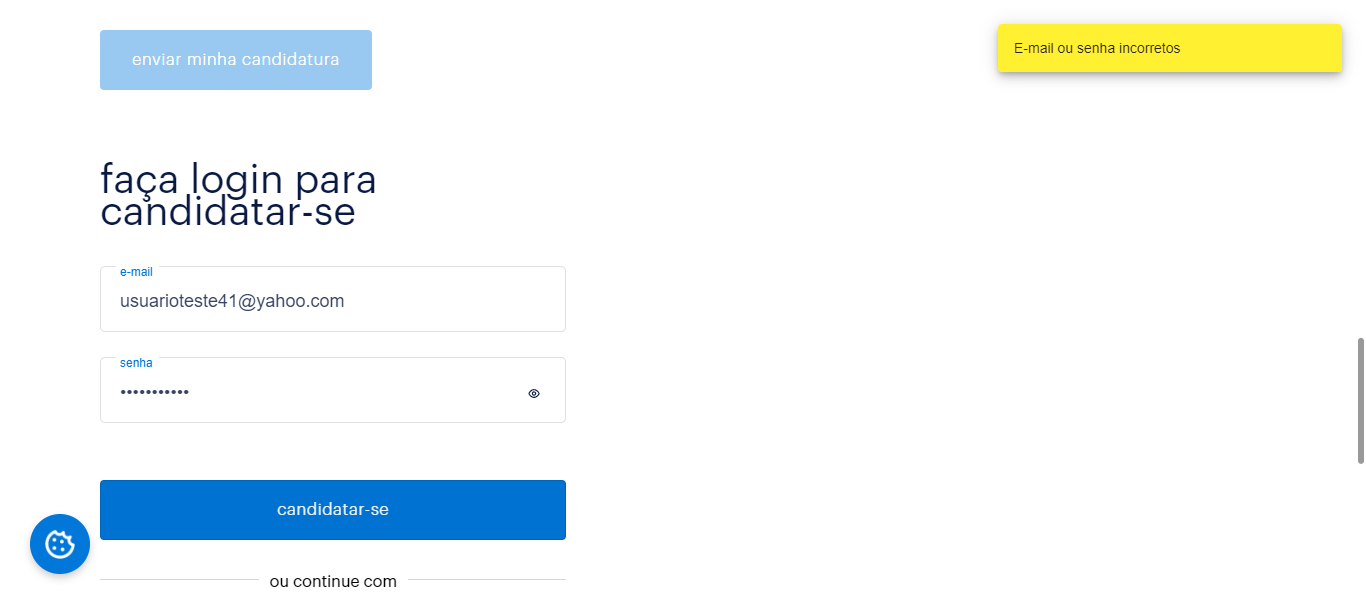 enviar minha candidatura
E-mail ou senha incorretos
faça login para
candidatar-se
e-mail
usuarioteste41@yahoo.com
senha
•••••••••••
candidatar-se
ou continue com